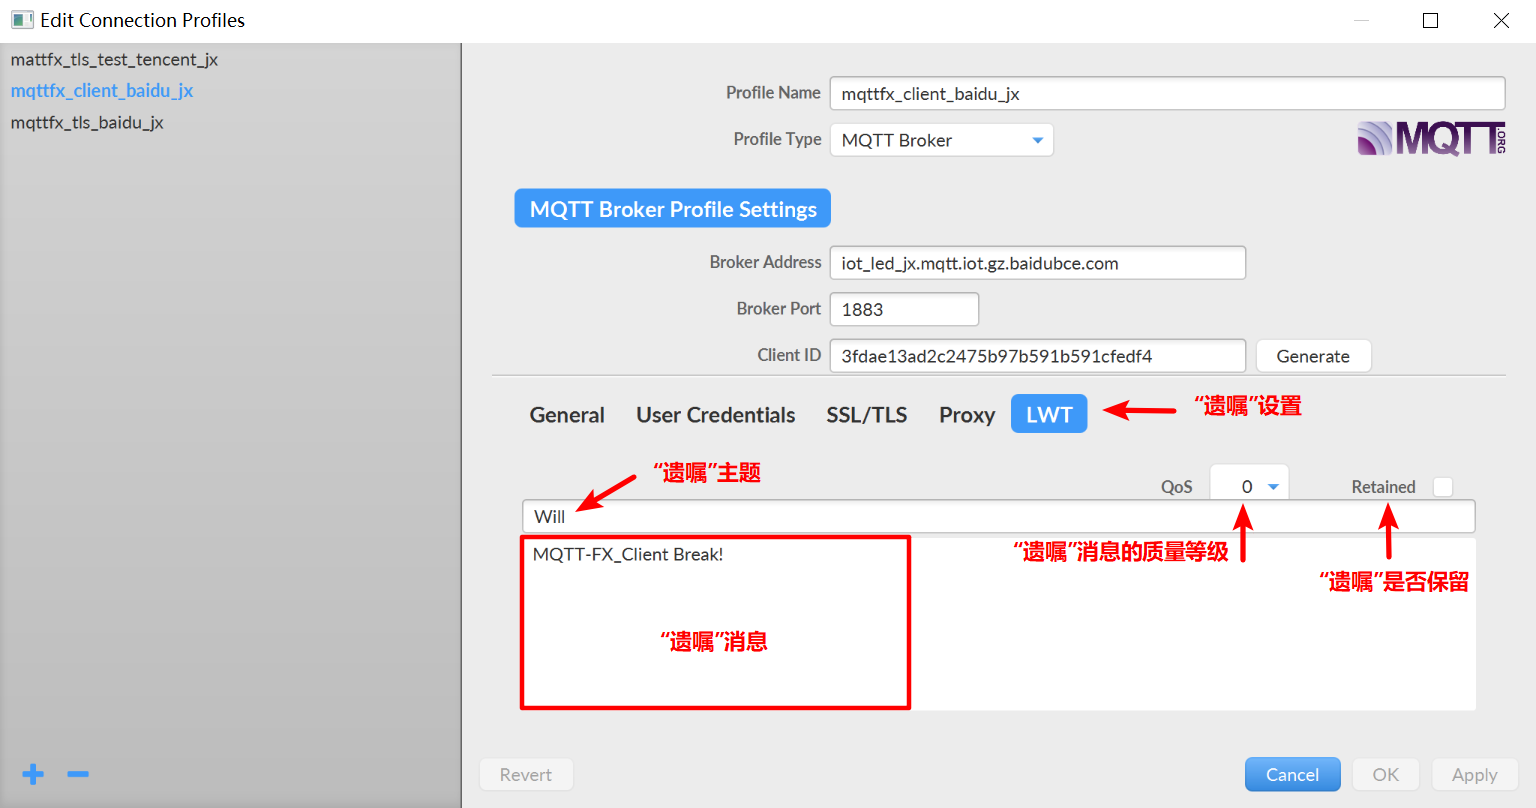 Edit Connection Profiles
mattfx_tls_test_tencent_jx
mqttfx_client_baidu_jx
mqttfx_tls_baidu_jx
Profile Name mqttfx_client_baidu_jx
Profile Type MQTT Broker
MQTT.ORG
MQTT Broker Profile Settings
Broker Address iot_led_jx.mqtt.iot.gz.baidubce.com
Broker Port 1883
Client ID 3fdae13ad2c2475b97b591b591cfedf4 Generate
General User Credentials SSL/TLS Proxy LWT “遗嘱”设置
“遗嘱”主题
QoS 0 Retained
Will
MQTT-FX_Client Break!
“遗嘱”消息的质量等级
“遗嘱”是否保留
“遗嘱”消息
Revert Cancel OK Apply